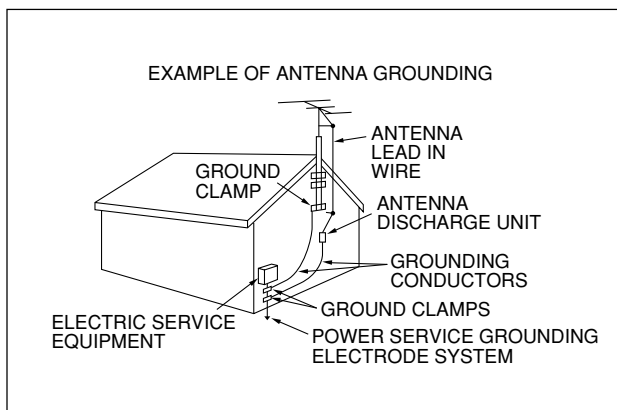 EXAMPLE OF ANTENNA GROUNDING
ANTENNA
LEAD IN
WIRE
GROUND
CLAMP
ANTENNA
DISCHARGE UNIT
GROUNDING
CONDUCTORS
GROUND CLAMPS
ELECTRIC SERVICE
EQUIPMENT
POWER SERVICE GROUNDING
ELECTRODE SYSTEM